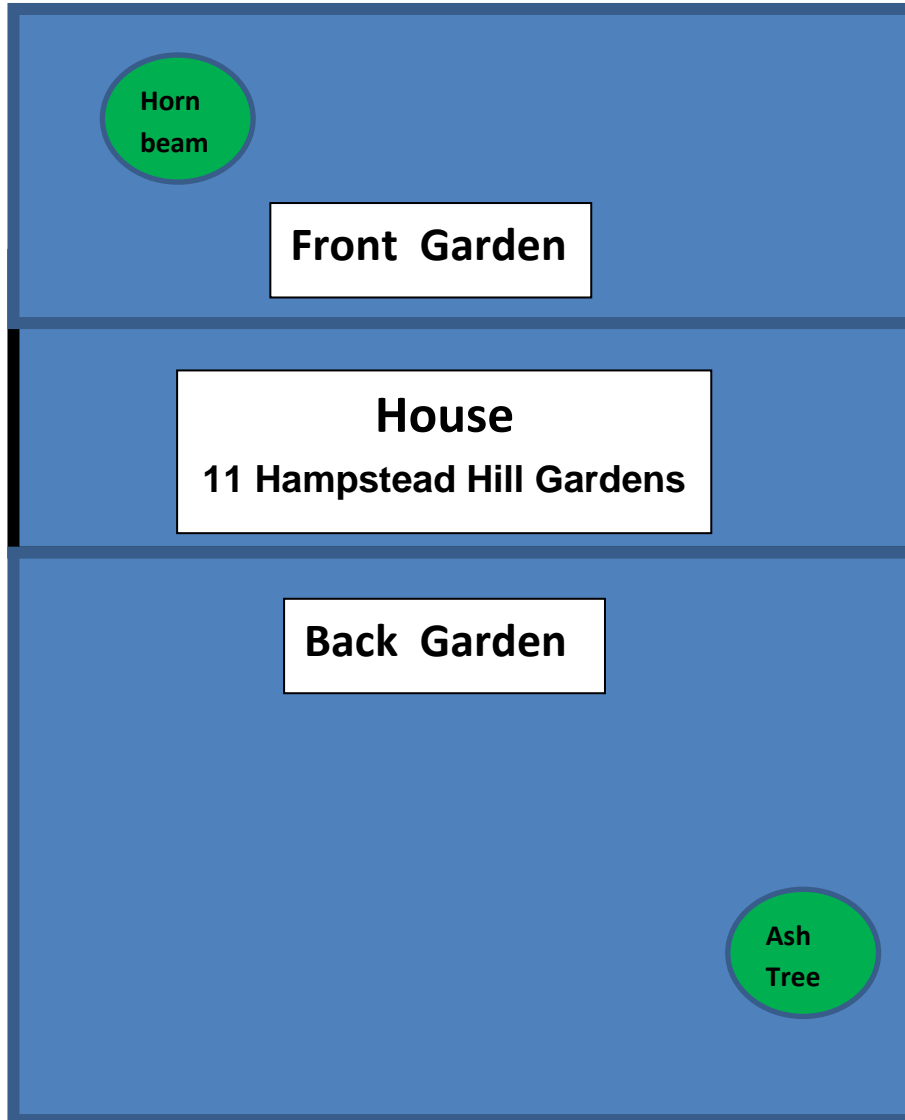 Horn
beam
Front Garden
House
11 Hampstead Hill Gardens
Back Garden
Ash
Tree